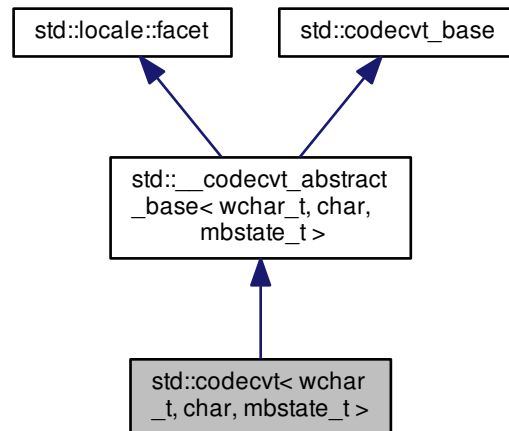 std::locale::facet
std::codecvt_base
std::__codecvt_abstract
_base< wchar_t, char,
mbstate_t >
std::codecvt< wchar
_t, char, mbstate_t >